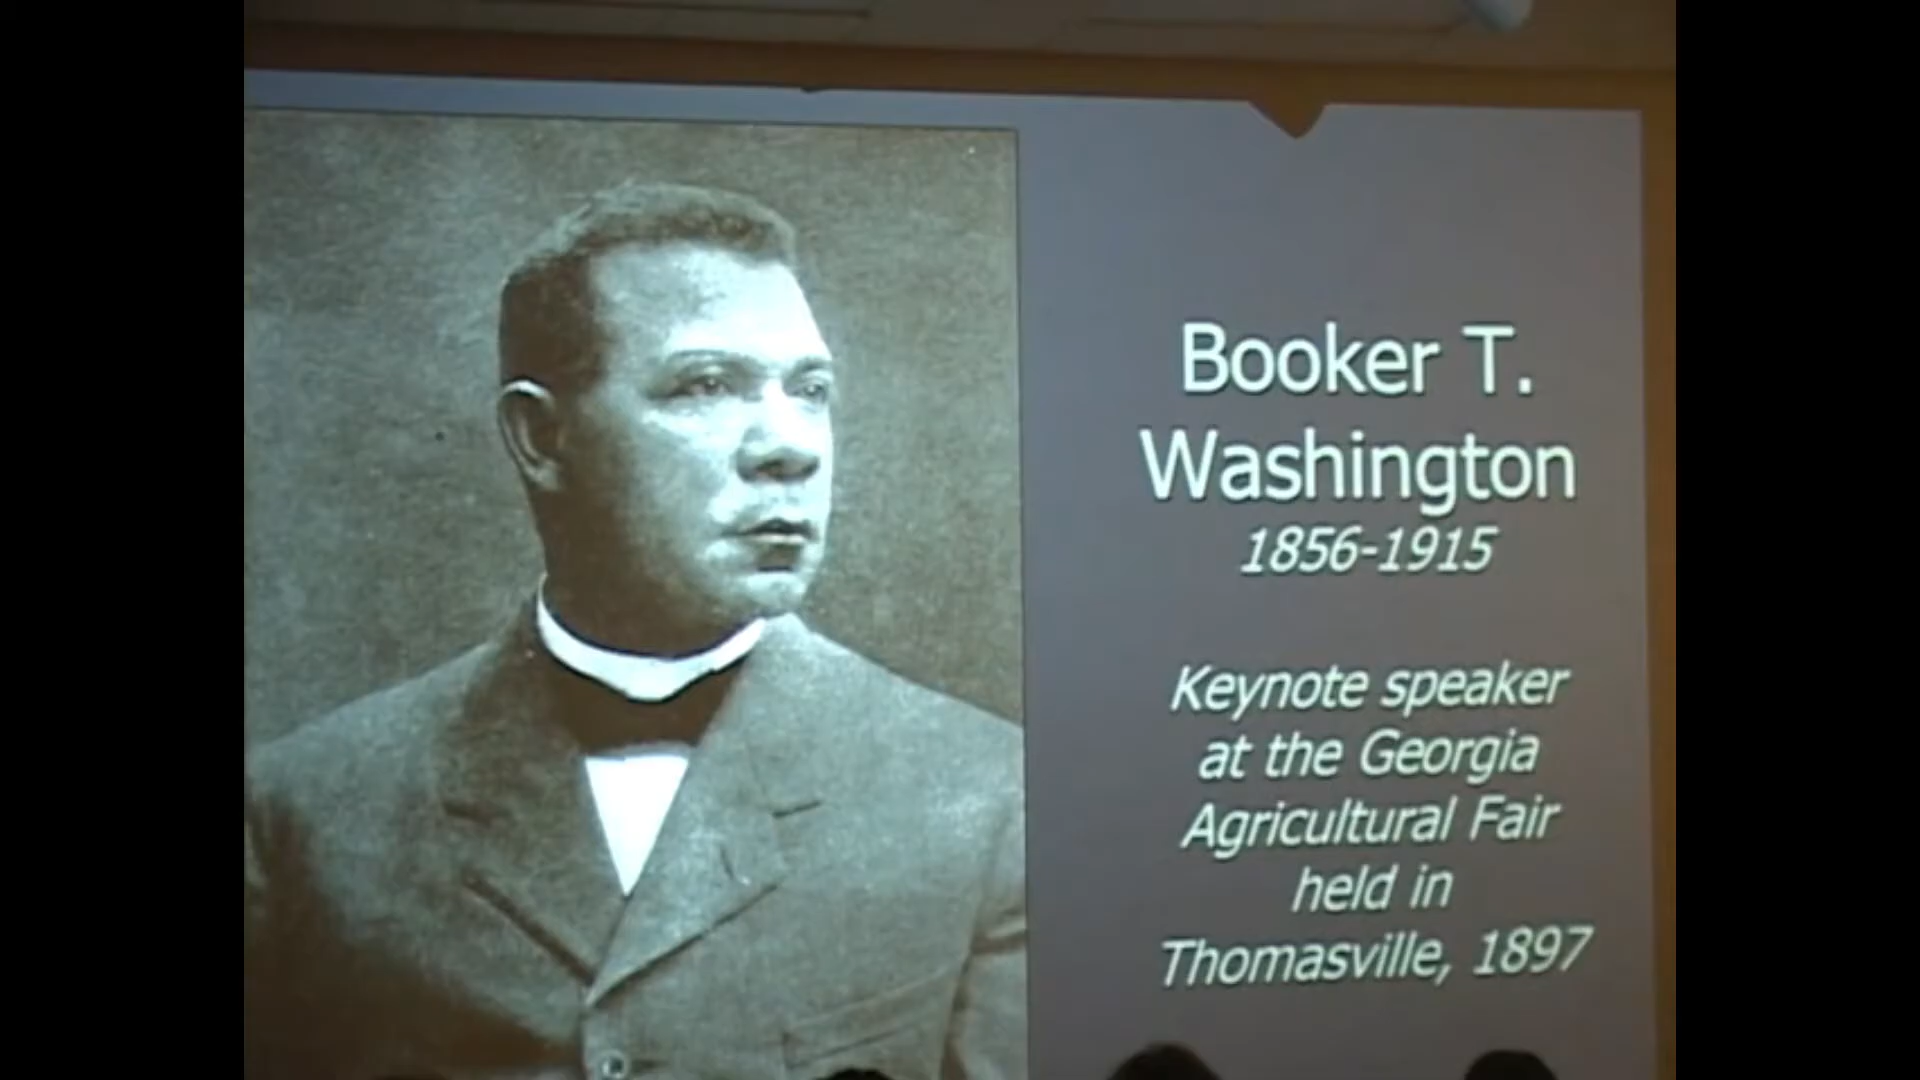 Booker T.
Washington
1856-1915
Keynote speaker
at the Georgia
Agricultural Fair
held in
Thomasville, 1897